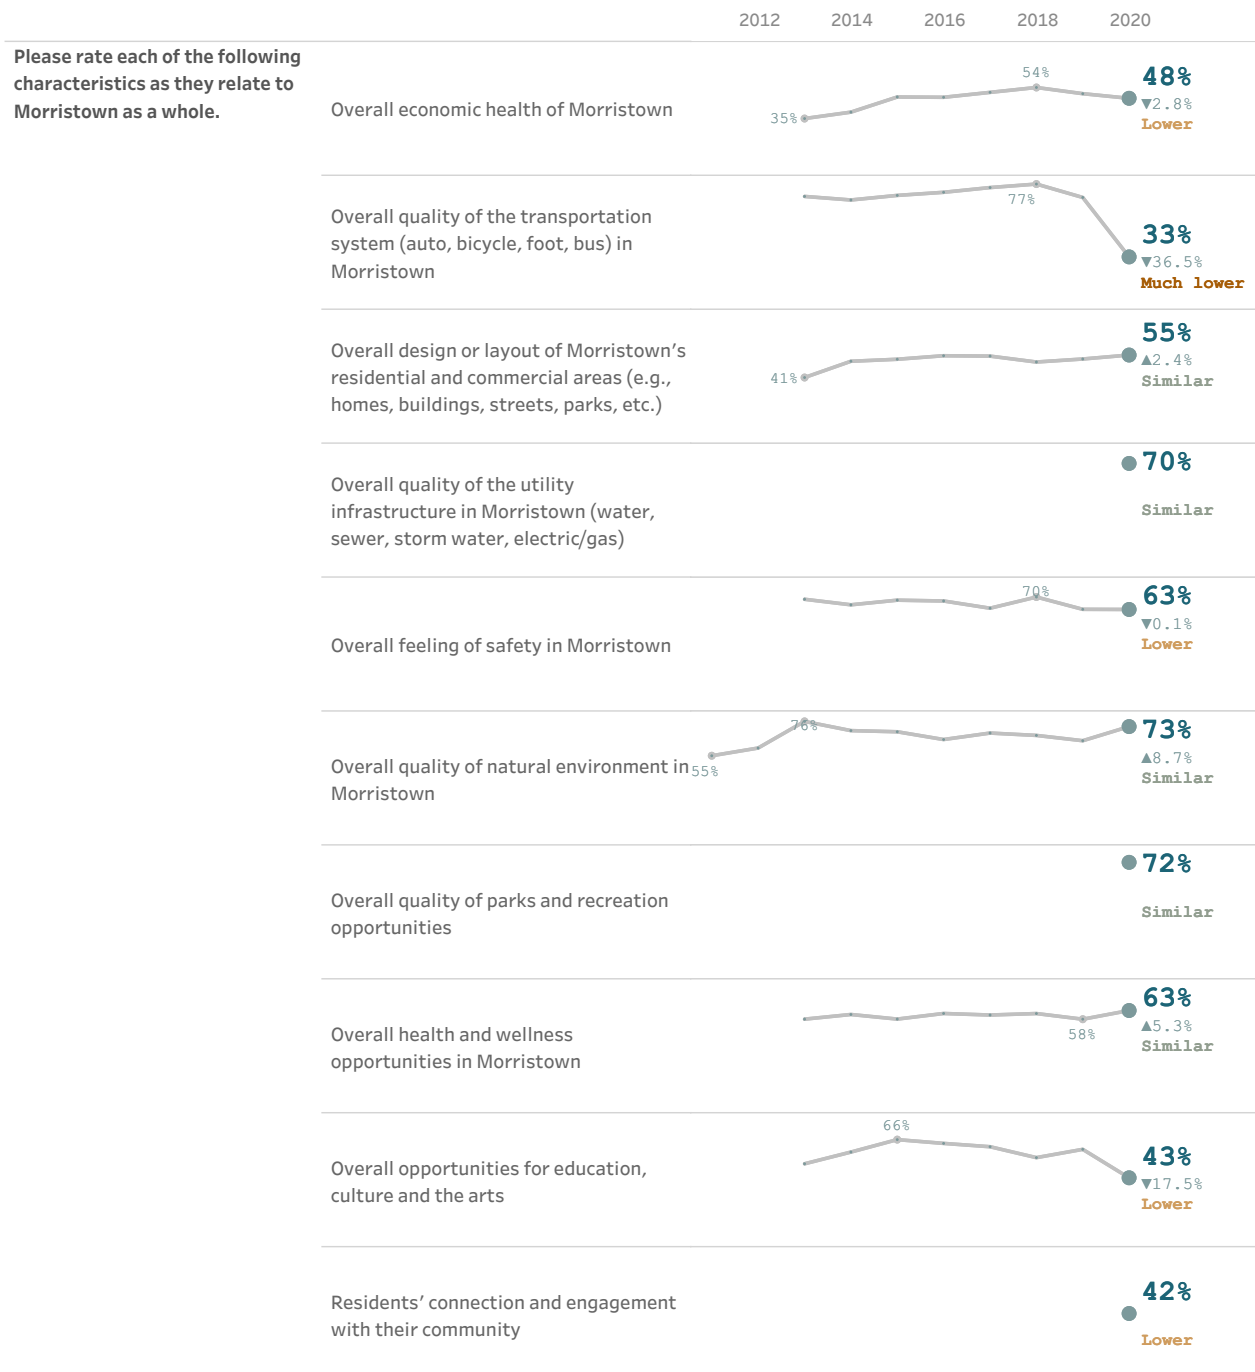 2012 2014 2016 2018 2020
Please rate each of the following
characteristics as they relate to
Morristown as a whole.
Overall economic health of Morristown
35%
54%
48%
▼2.8%
Lower
Overall quality of the transportation
system (auto, bicycle, foot, bus) in
Morristown
77%
33%
▼36.5%
Much lower
Overall design or layout of Morristown's
residential and commercial areas (e.g.,
homes, buildings, streets, parks, etc.)
41%
55%
▲2.4%
Similar
Overall quality of the utility
infrastructure in Morristown (water,
sewer, storm water, electric/gas)
70%
Similar
Overall feeling of safety in Morristown
70%
63%
▼0.1%
Lower
Overall quality of natural environment in
Morristown
55%
76%
73%
▲8.7%
Similar
Overall quality of parks and recreation
opportunities
72%
Similar
Overall health and wellness
opportunities in Morristown
58%
63%
▲5.3%
Similar
Overall opportunities for education,
culture and the arts
66%
43%
▼17.5%
Lower
Residents' connection and engagement
with their community
42%
Lower